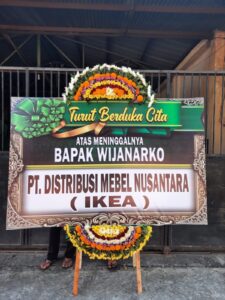 Turut Berduka Cita
ATAS MENINGGALNYA
BAPAK WIJANARKO
PT. DISTRIBUSI MEBEL NUSANTARA
( IKEA )